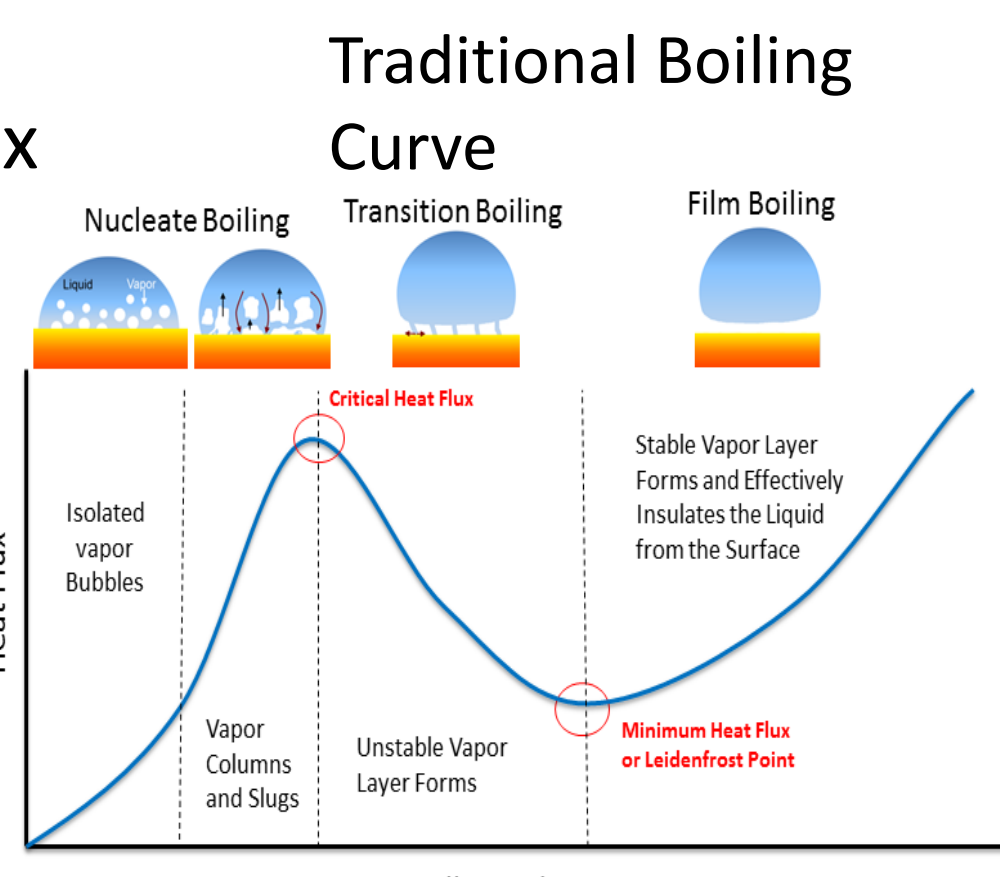 Traditional Boiling
Curve
x
Nucleate Boiling
Transition Boiling
Film Boiling
Liquid
Vapor
Critical Heat Flux
Isolated
vapor
Bubbles
Stable Vapor Layer
Forms and Effectively
Insulates the Liquid
from the Surface
Vapor
Columns
and Slugs
Unstable Vapor
Layer Forms
Minimum Heat Flux
or Leidenfrost Point